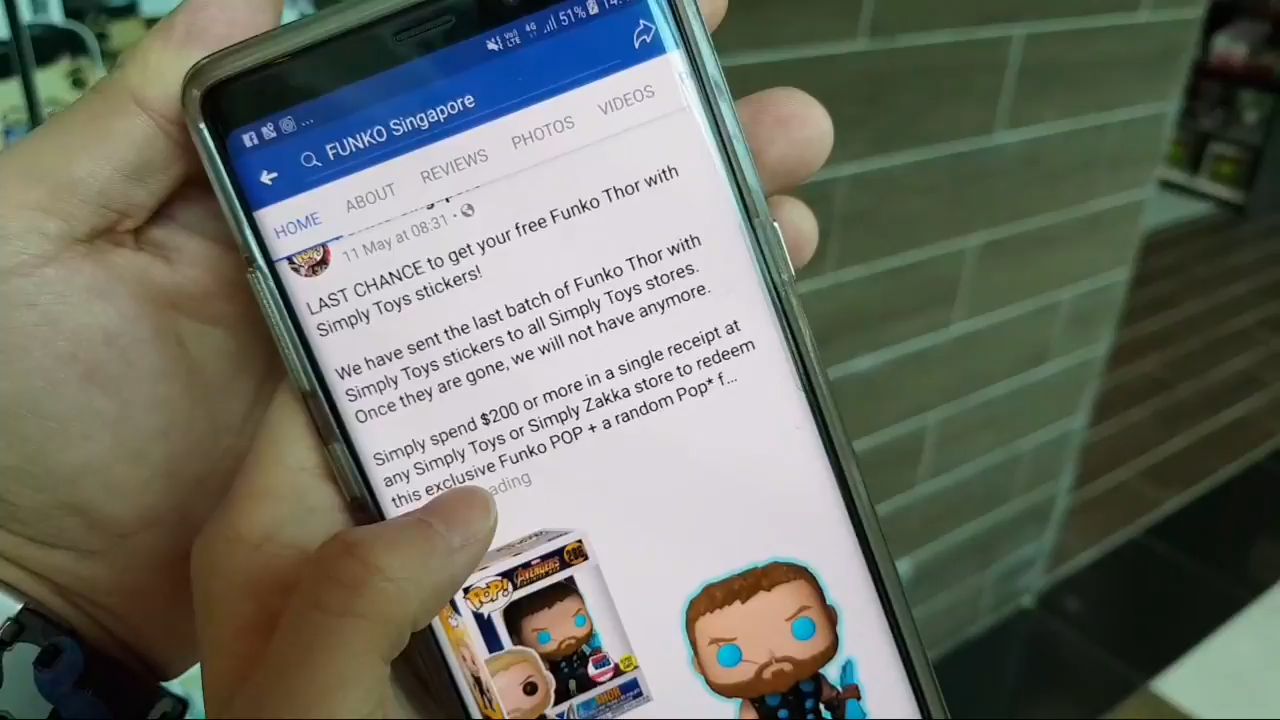 51%
FUNKO Singapore
HOME ABOUT REVIEWS PHOTOS VIDEOS
11 May at 08:31
LAST CHANCE to get your free Funko Thor with
Simply Toys stickers!
We have sent the last batch of Funko Thor with
Simply Toys stickers to all Simply Toys stores.
Once they are gone, we will not have anymore.
Simply spend $200 or more in a single receipt at
any Simply Toys or Simply Zakka store to redeem
this exclusive Funko POP + a random Pop* f...
POP!
AVENGERS
THOR